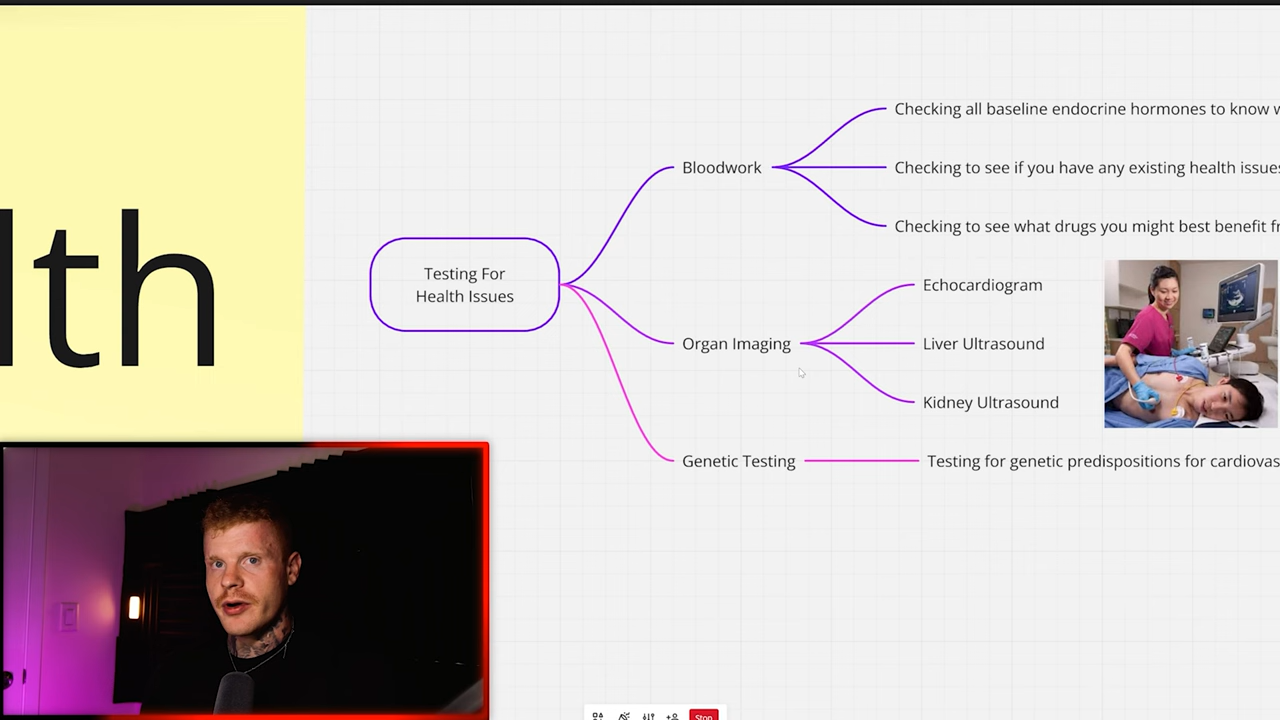 lth
Testing For
Health Issues
Bloodwork
Checking all baseline endocrine hormones to know
Checking to see if you have any existing health issues
Checking to see what drugs you might best benefit
Organ Imaging
Echocardiogram
Liver Ultrasound
Kidney Ultrasound
Genetic Testing
Testing for genetic predispositions for
Stop